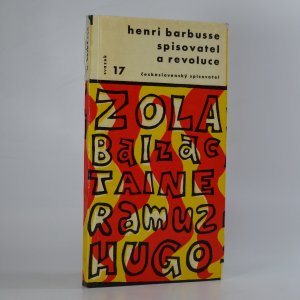 henri barbusse
spisovatel
a revoluce
svazek 17
československý spisovatel
ZOLA
Balzac
TAINE
Ramuz
HUGO